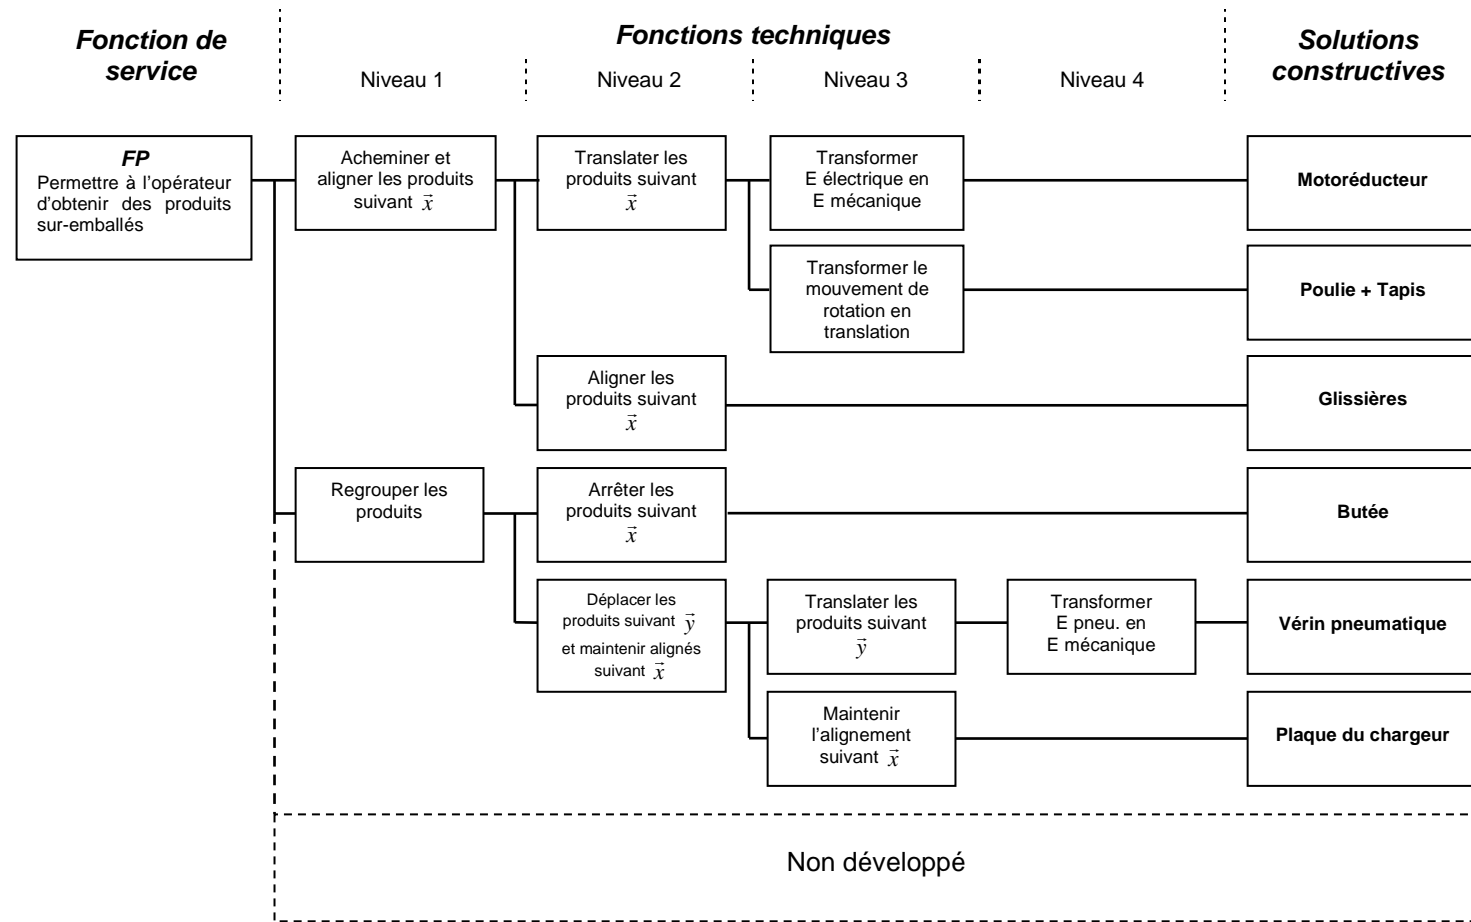 Fonction de
service
Fonctions techniques
Solutions
constructives
Niveau 1
Niveau 2
Niveau 3
Niveau 4
FP
Permettre à l’opérateur
d’obtenir des produits
sur-emballés
Acheminer et
aligner les produits
suivant x⃗
Translater les
produits suivant
x⃗
Transformer
E électrique en
E mécanique
Motoréducteur
Transformer le
mouvement de
rotation en
translation
Poulie + Tapis
Aligner les
produits suivant
x⃗
Glissières
Regrouper les
produits
Arrêter les
produits suivant
x⃗
Butée
Déplacer les
produits suivant y⃗
et maintenir alignés
suivant x⃗
Translater les
produits suivant
y⃗
Transformer
E pneu. en
E mécanique
Vérin pneumatique
Maintenir
l’alignement
suivant x⃗
Plaque du chargeur
Non développé